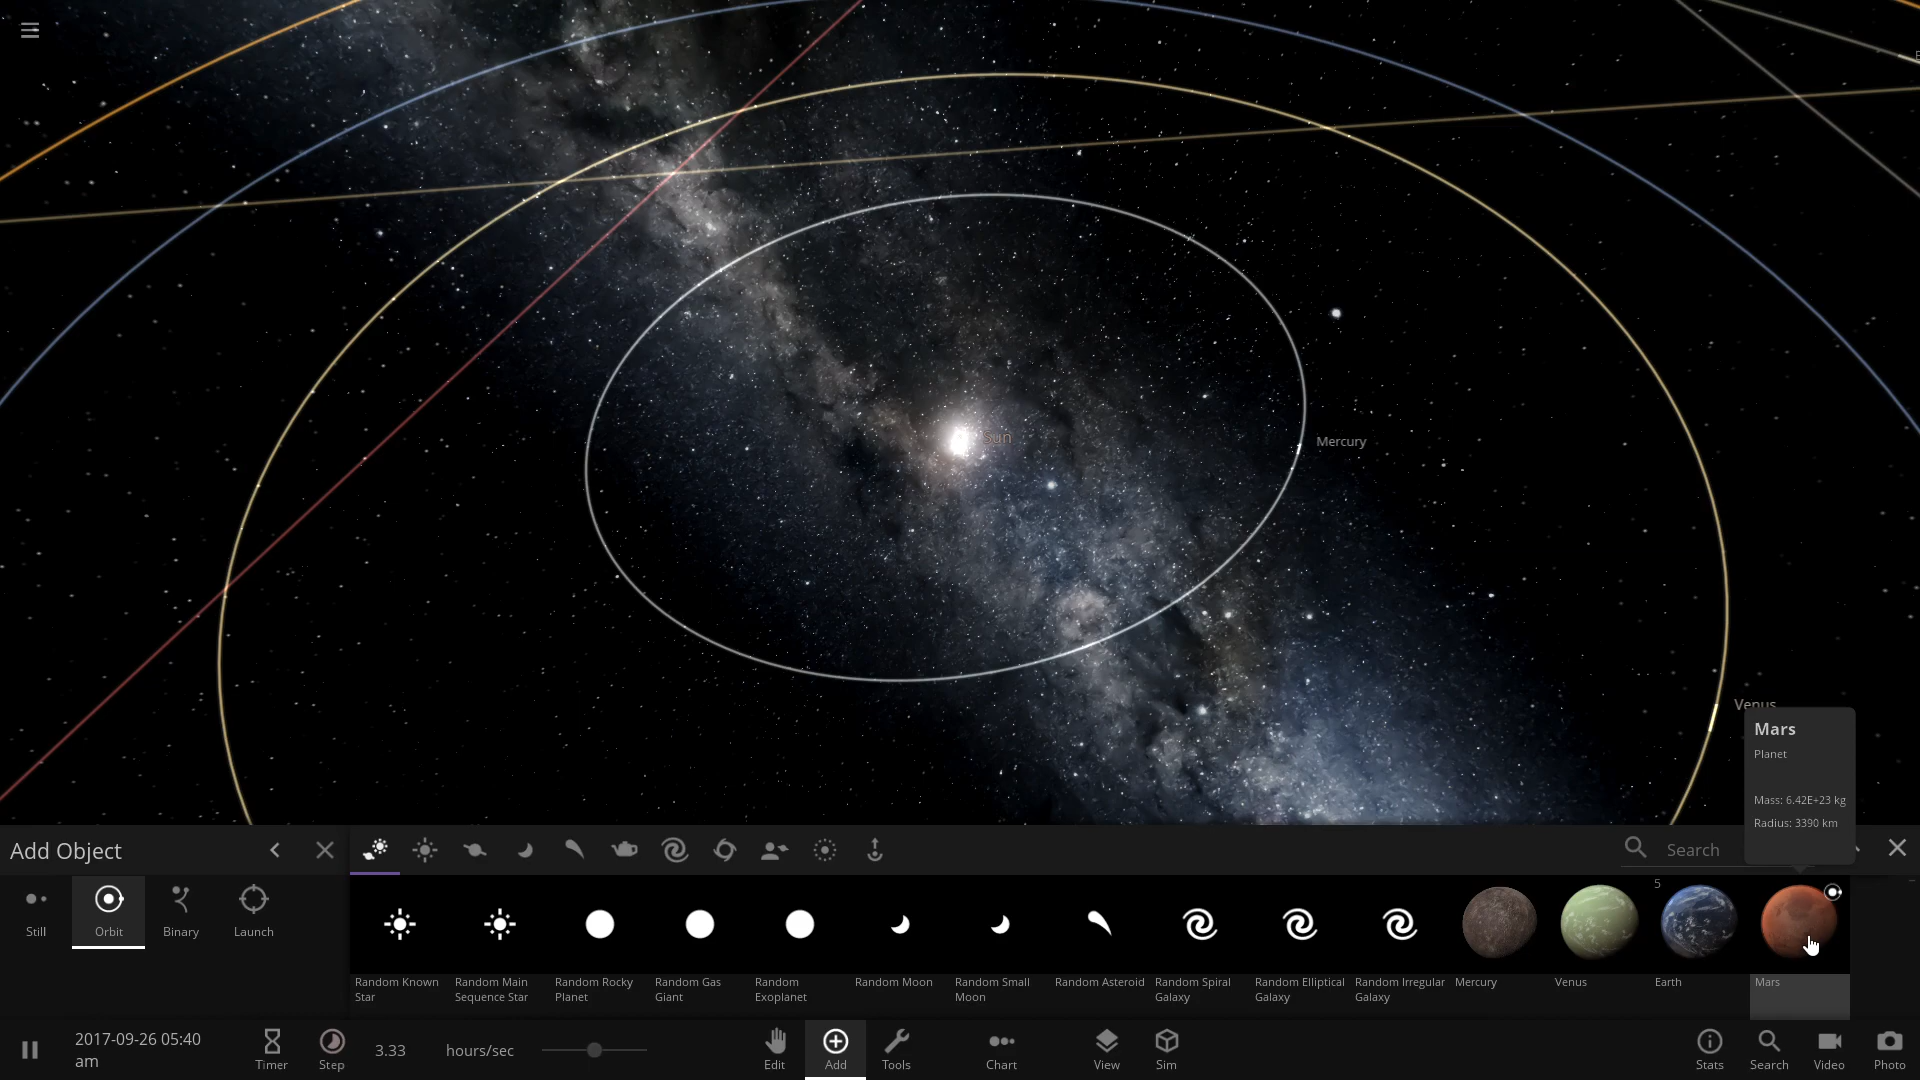 Sun
Mercury
Venus
Mars
Planet
Mass: 6.42E+23 kg
Radius: 3390 km
Add Object
Search
Still
Orbit
Binary
Launch
5
Random Known
Star
Random Main
Sequence Star
Random Rocky
Planet
Random Gas
Giant
Random
Exoplanet
Random Moon
Random Small
Moon
Random Asteroid
Random Spiral
Galaxy
Random Elliptical
Galaxy
Random Irregular
Galaxy
Mercury
Venus
Earth
Mars
2017-09-26 05:40
am
Timer
Step
3.33
hours/sec
Edit
Add
Tools
Chart
View
Sim
Stats
Search
Video
Photo